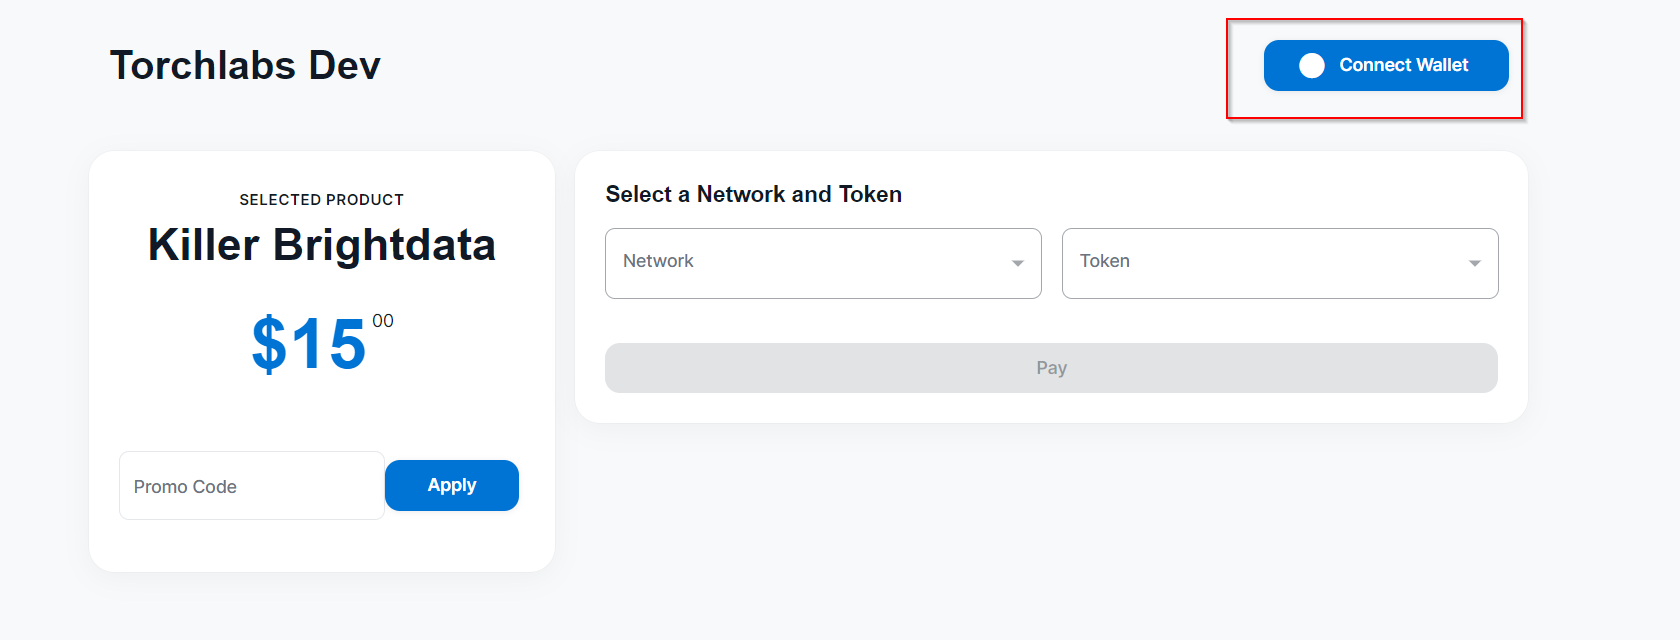 Torchlabs Dev
Connect Wallet
SELECTED PRODUCT
Killer Brightdata
$15 00
Promo Code
Apply
Select a Network and Token
Network
Token
Pay